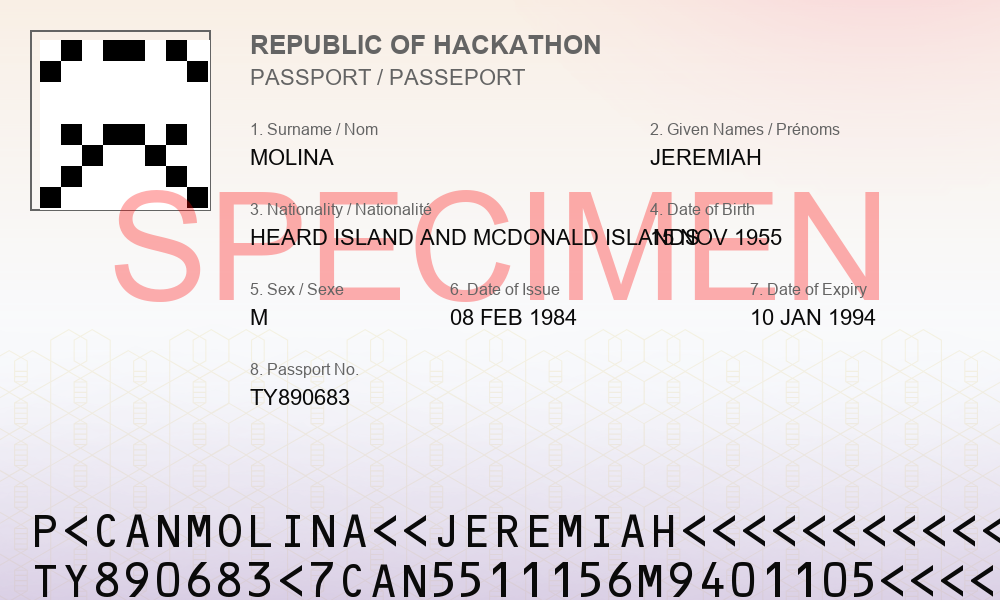 REPUBLIC OF HACKATHON
PASSPORT / PASSEPORT
1. Surname / Nom
2. Given Names / Prénoms
MOLINA
JEREMIAH
SPECIMEN
3. Nationality / Nationalité
4. Date of Birth
HEARD ISLAND AND MCDONALD ISLANDS
15 NOV 1955
5. Sex / Sexe
6. Date of Issue
7. Date of Expiry
M
08 FEB 1984
10 JAN 1994
8. Passport No.
TY890683
P<CANMOLINA<<JEREMIAH<<<<<<<<<<<
TY890683<7CAN5511156M9401105<<<<